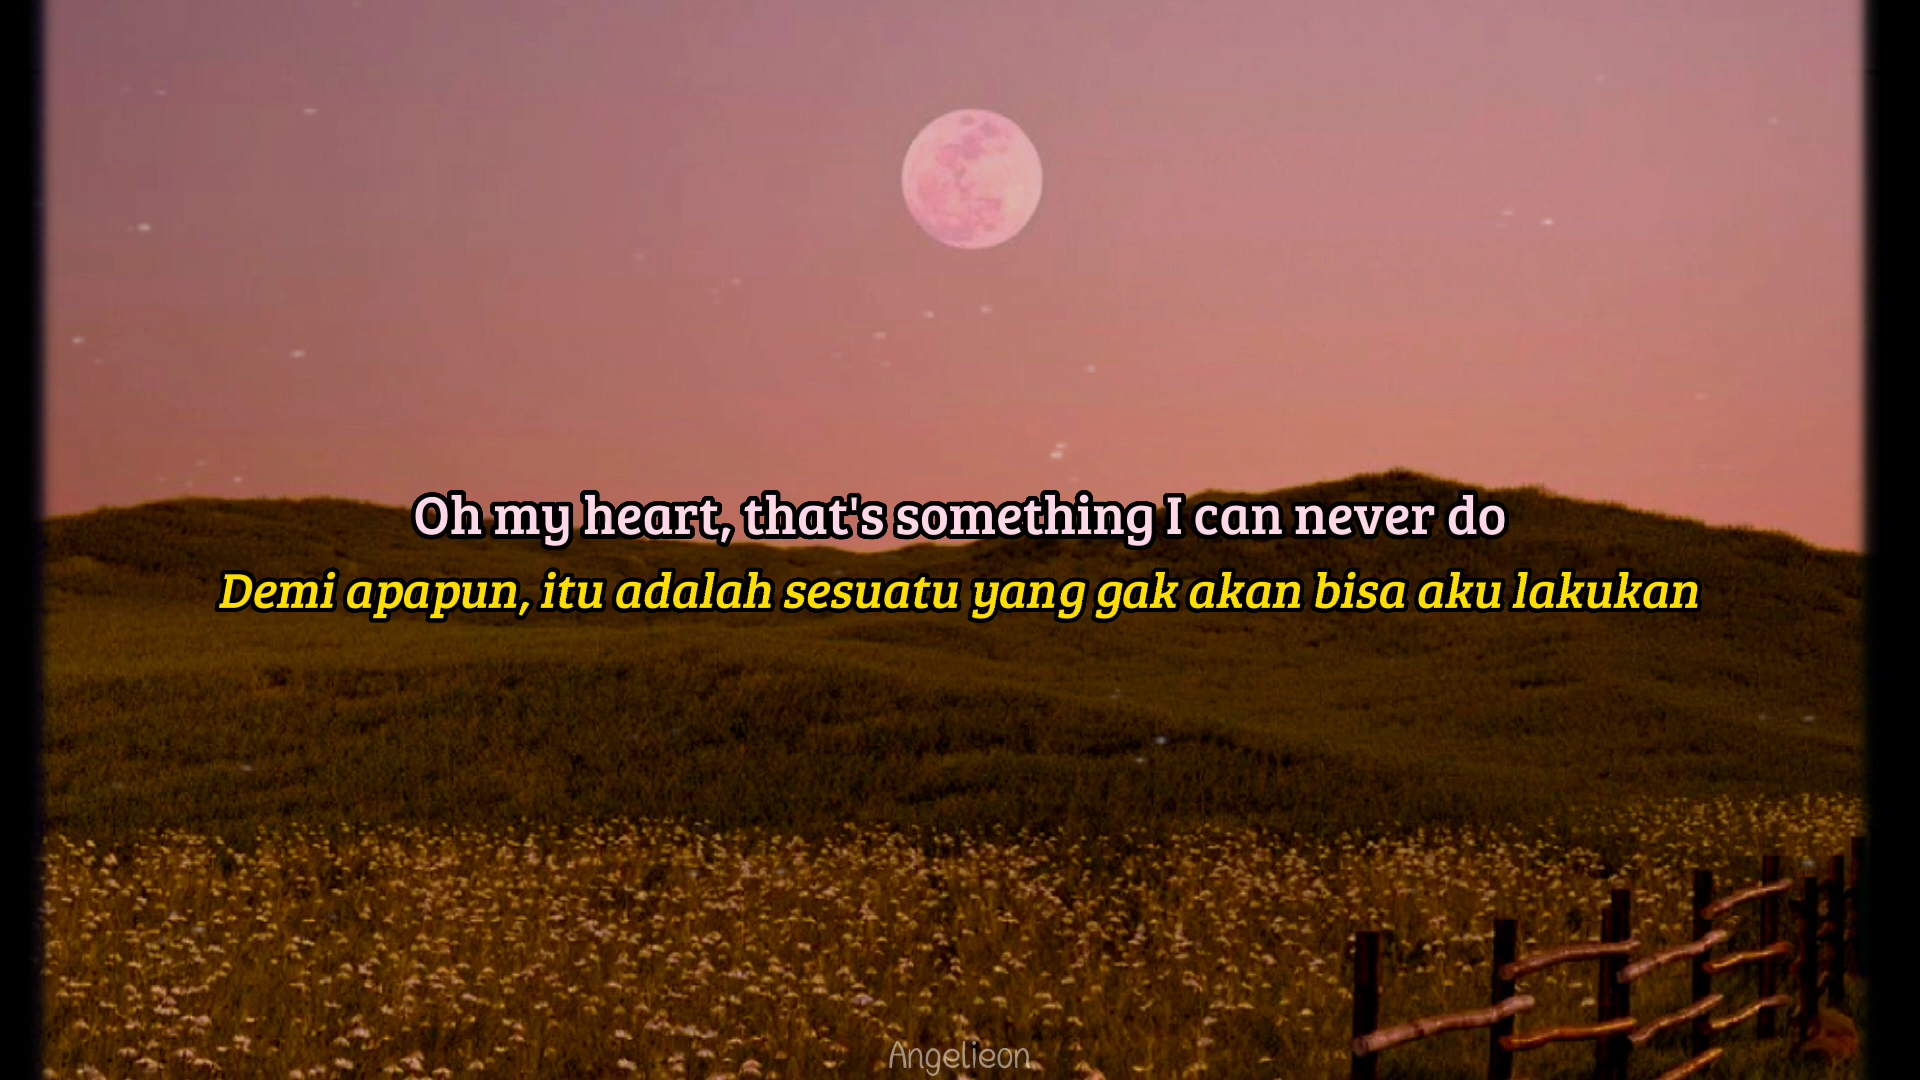 Oh my heart, that's something I can never do
Demi apapun, itu adalah sesuatu yang gak akan bisa aku lakukan
Angelieon